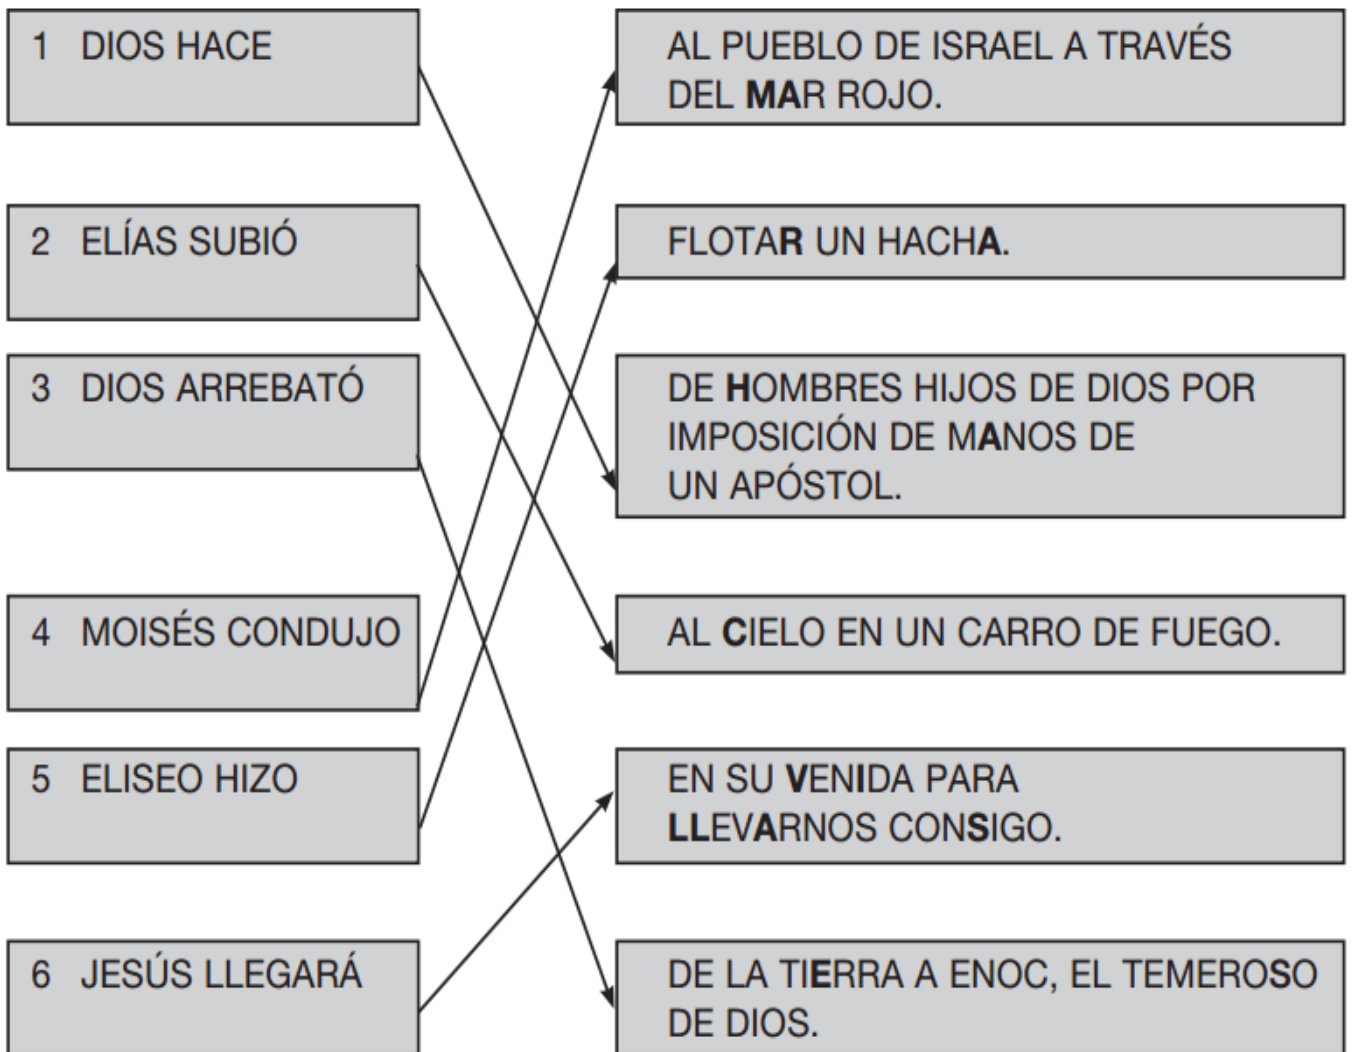 1 DIOS HACE
2 ELÍAS SUBIÓ
3 DIOS ARREBATÓ
4 MOISÉS CONDUJO
5 ELISEO HIZO
6 JESÚS LLEGARÁ
AL PUEBLO DE ISRAEL A TRAVÉS
DEL MAR ROJO.
FLOTAR UN HACHA.
DE HOMBRES HIJOS DE DIOS POR
IMPOSICIÓN DE MANOS DE
UN APÓSTOL.
AL CIELO EN UN CARRO DE FUEGO.
EN SU VENIDA PARA
LLEVARNOS CONSIGO.
DE LA TIERRA A ENOC, EL TEMEROSO
DE DIOS.